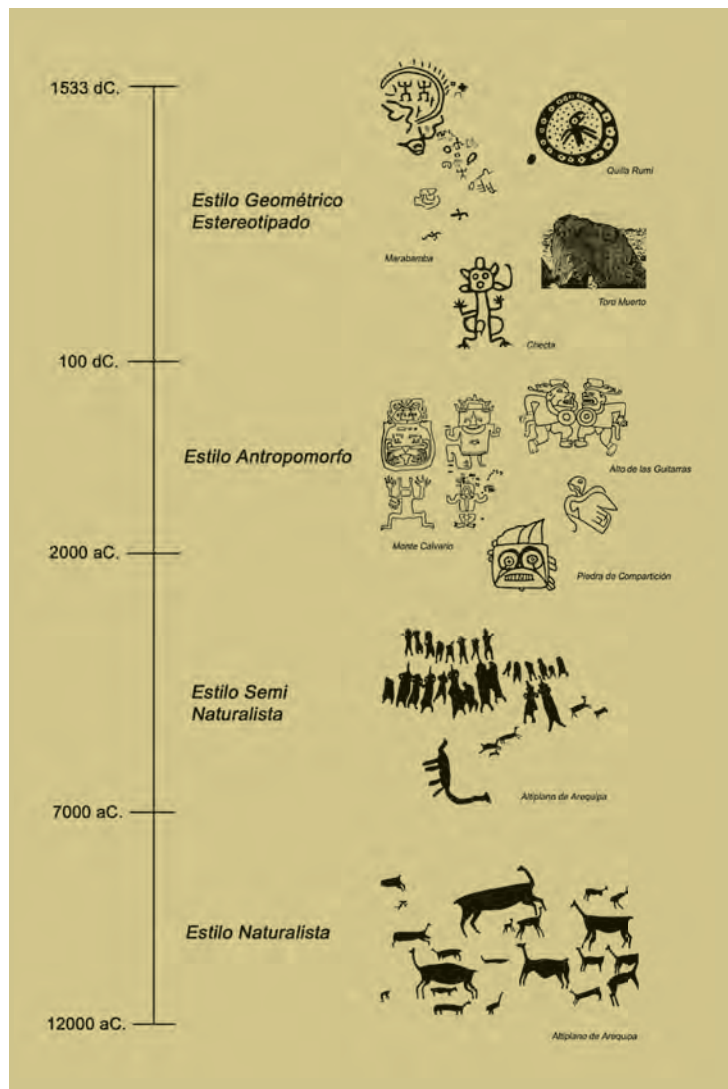 1533 dC.
Quilla Rumi
Estilo Geométrico
Estereotipado
Marabamba
Toro Muerto
Checta
100 dC.
Estilo Antropomorfo
Alto de las Guitarras
Monte Calvario
2000 aC.
Piedra de Compartición
Estilo Semi
Naturalista
Altiplano de Arequipa
7000 aC.
Estilo Naturalista
12000 aC.
Altiplano de Arequipa